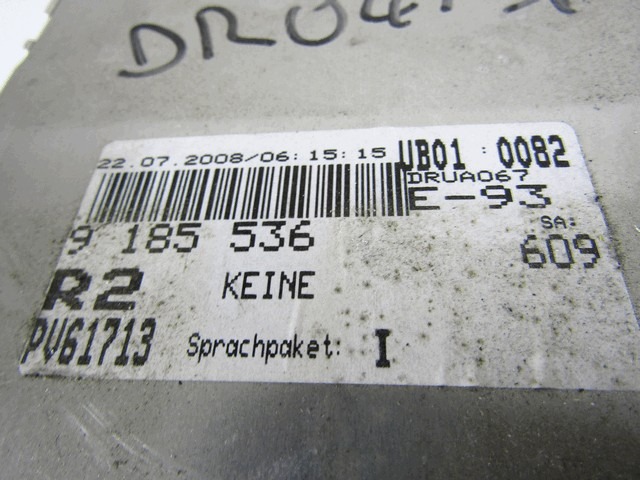 22.07.2008/06:15:15 UB01 : 0082
DRUA067
E-93
9 185 536
SA:
609
R2 KEINE
PV61713 Sprachpaket: I